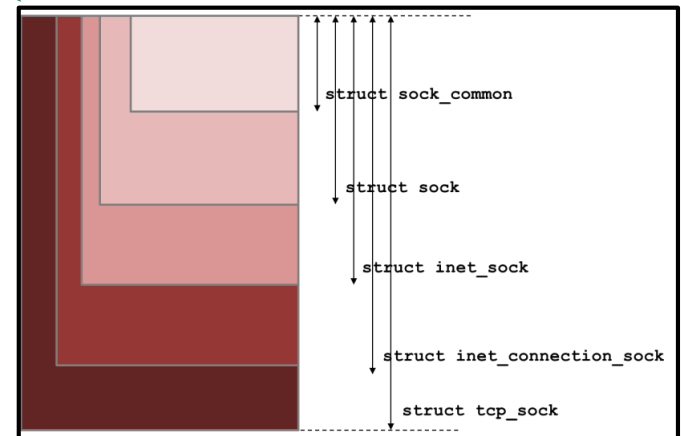 struct sock_common
struct sock
struct inet_sock
struct inet_connection_sock
struct tcp_sock